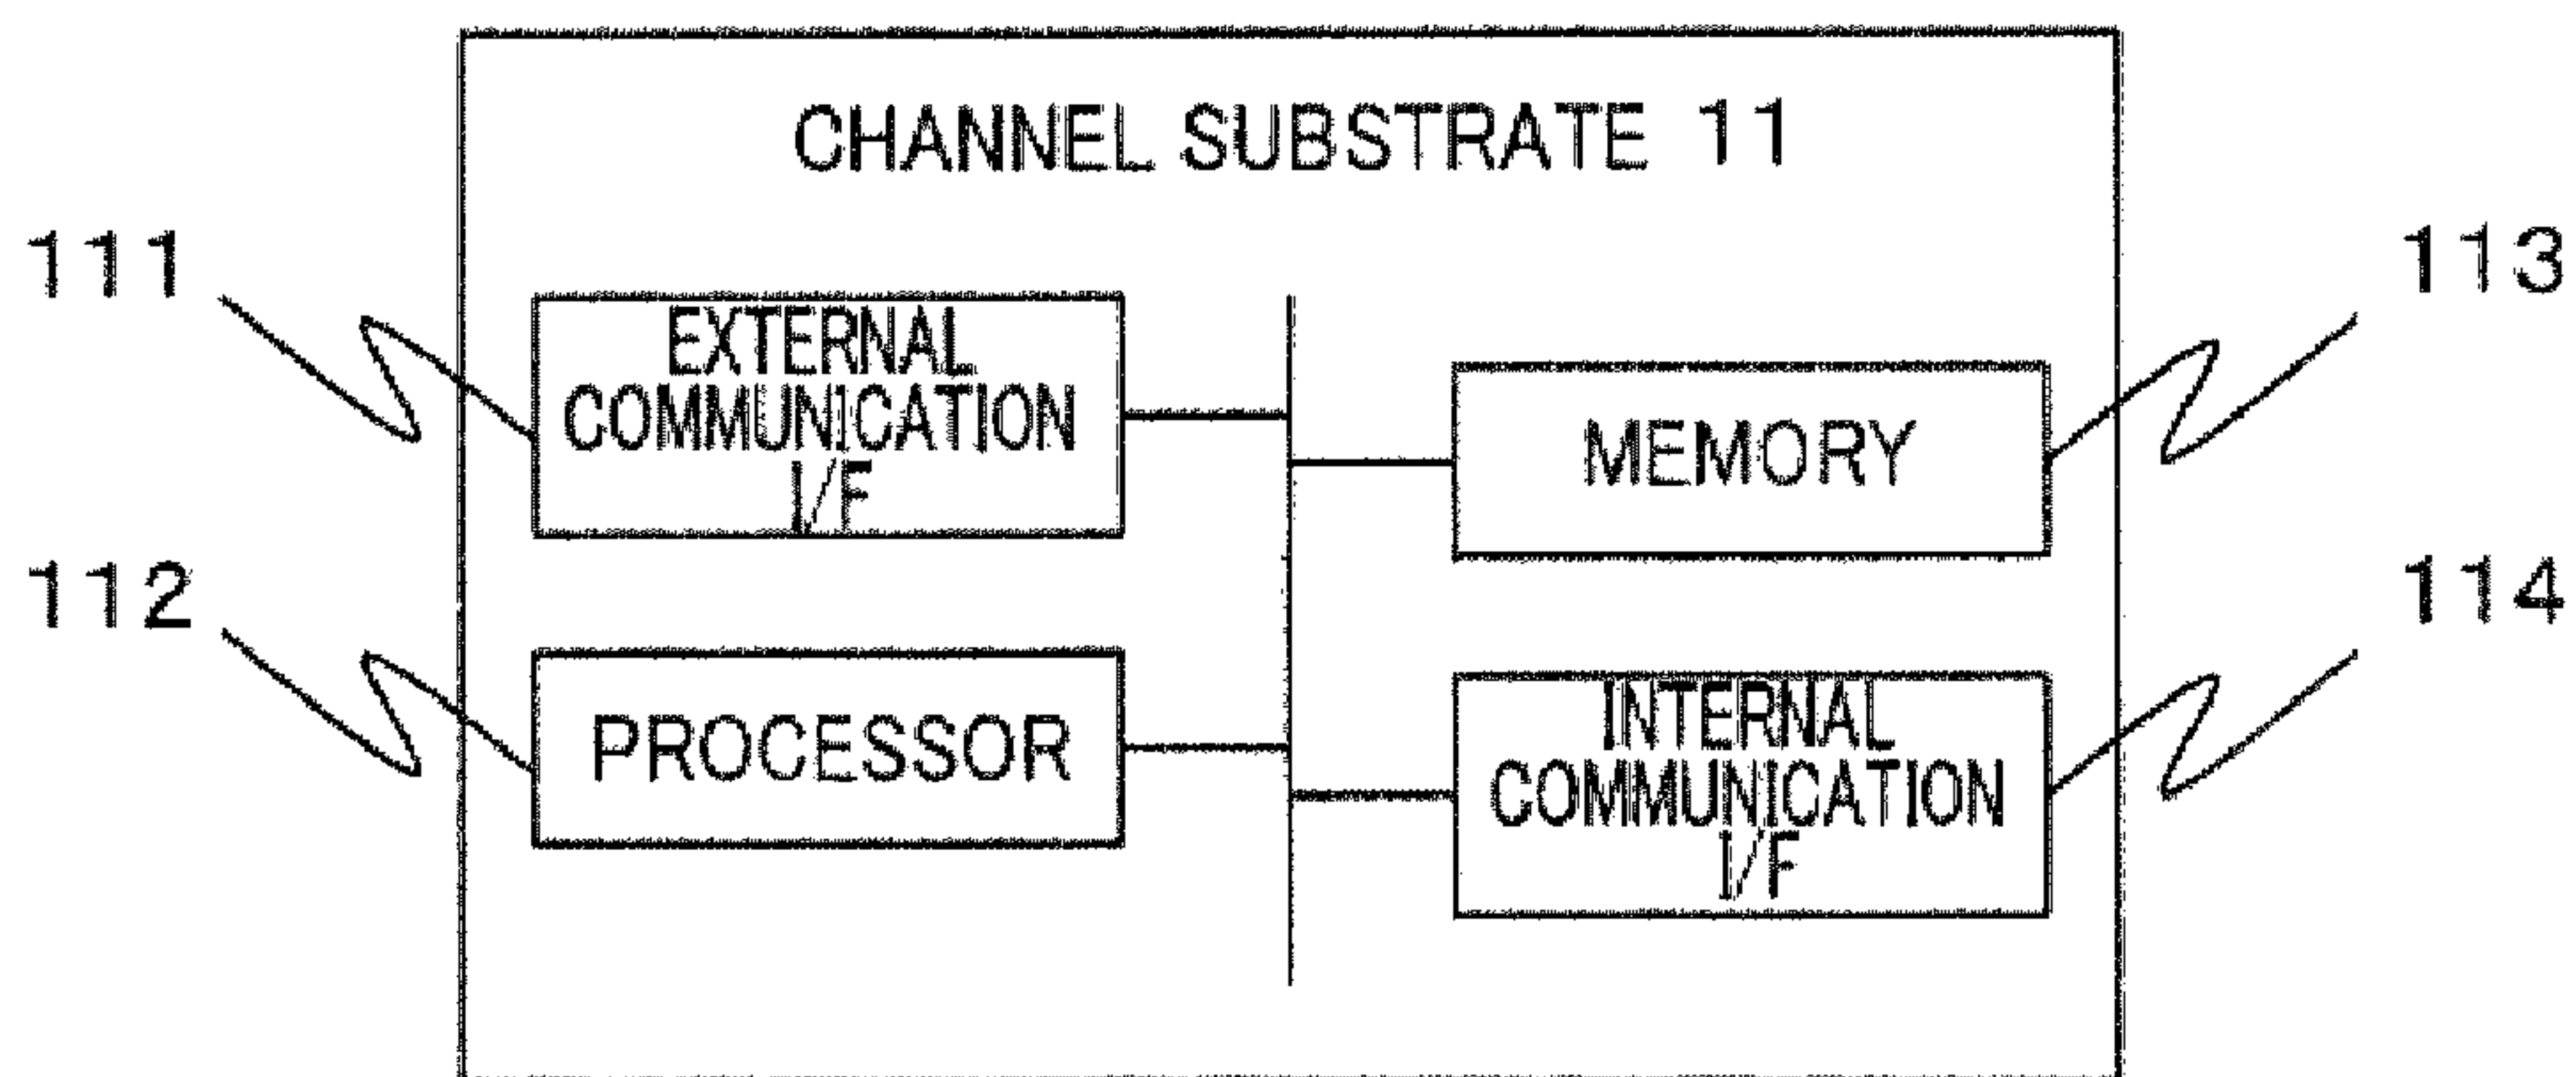 CHANNEL SUBSTRATE 11
111
EXTERNAL
COMMUNICATION
I/F
113
MEMORY
112
PROCESSOR
114
INTERNAL
COMMUNICATION
I/F